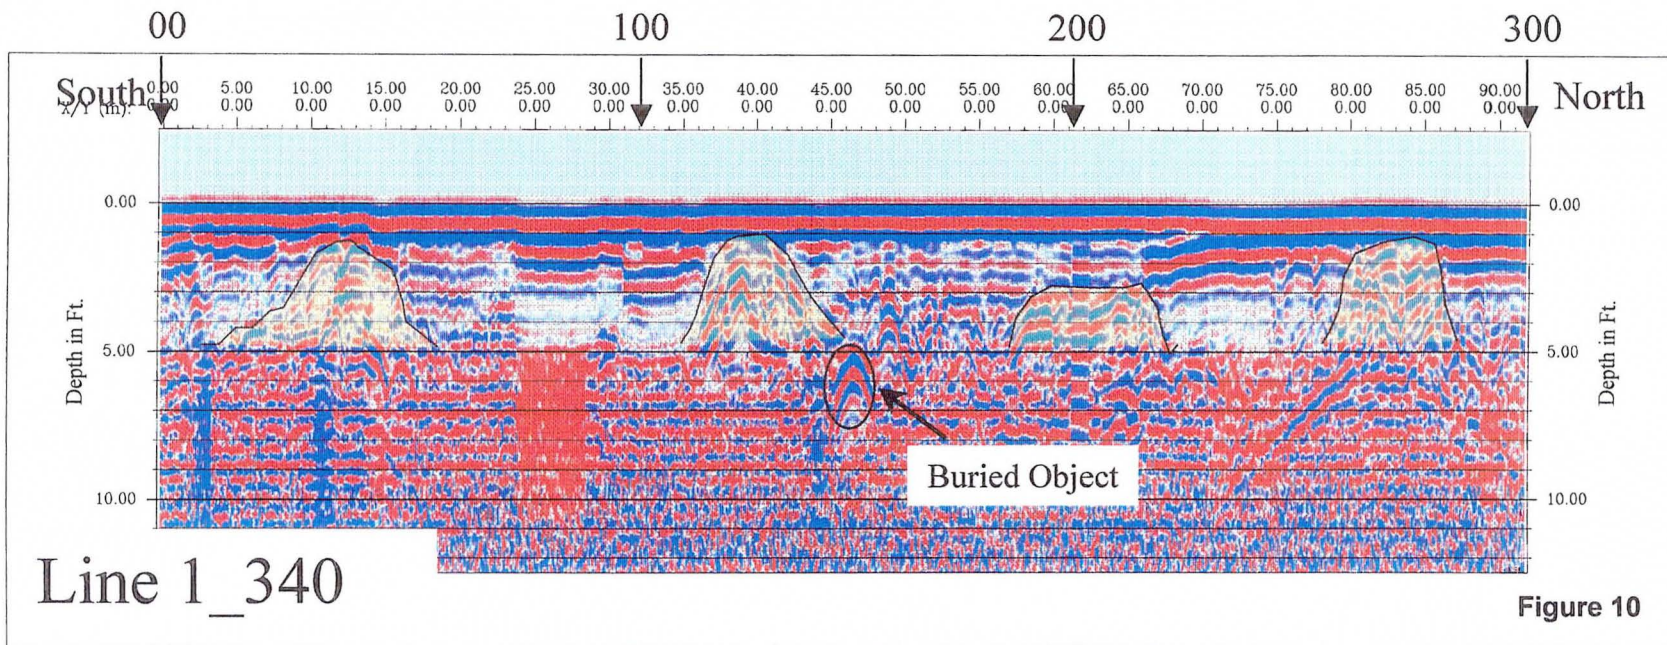 00 100 200 300
South North
0.00 5.00 10.00 15.00 20.00 25.00 30.00 35.00 40.00 45.00 50.00 55.00 60.00 65.00 70.00 75.00 80.00 85.00 90.00
X/Y (m): 0.00 0.00 0.00 0.00 0.00 0.00 0.00 0.00 0.00 0.00 0.00 0.00 0.00 0.00 0.00 0.00 0.00 0.00 0.00
0.00 0.00
Depth in Ft.
5.00 5.00
Depth in Ft.
Buried Object
10.00 10.00
Line 1_340
Figure 10